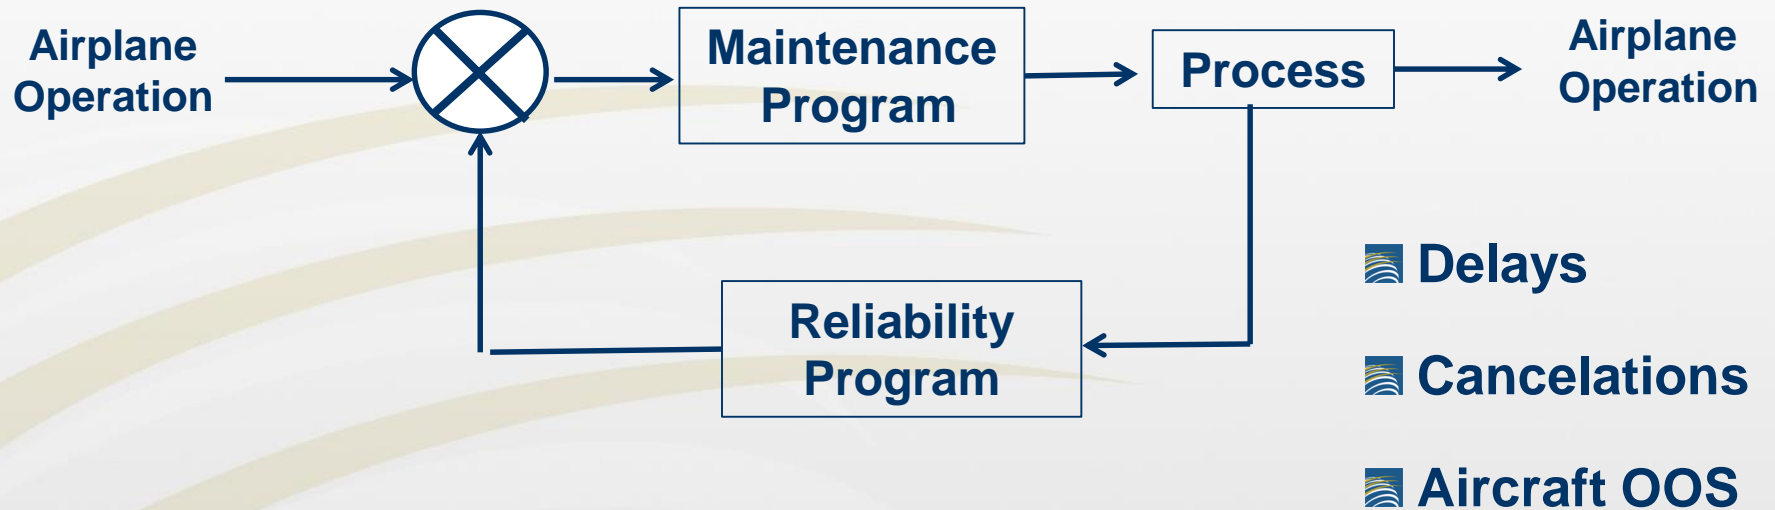 Airplane
Operation
Maintenance
Program
Process
Airplane
Operation
Reliability
Program
Delays
Cancelations
Aircraft OOS